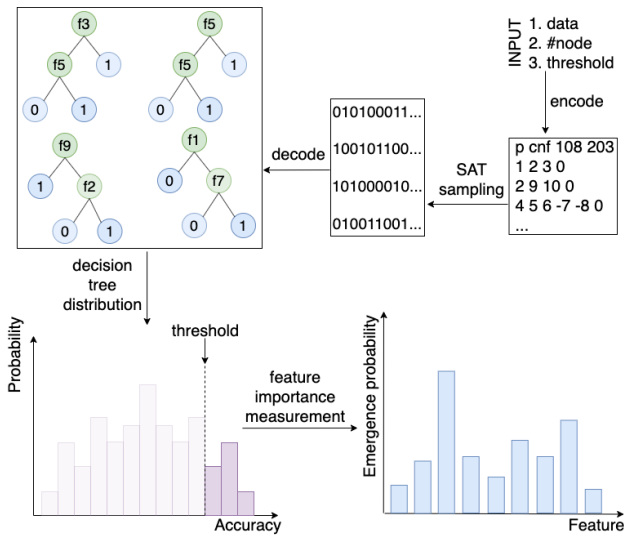 INPUT
1. data
2. #node
3. threshold
encode
p cnf 108 203
1 2 3 0
2 9 10 0
4 5 6 -7 -8 0
...
SAT
sampling
010100011...
100101100...
101000010...
010011001...
decode
f3
f5
1
0
1
f5
f5
1
0
1
f9
1
f2
0
1
f1
0
f7
0
1
decision
tree
distribution
Probability
threshold
Accuracy
feature
importance
measurement
Emergence probability
Feature